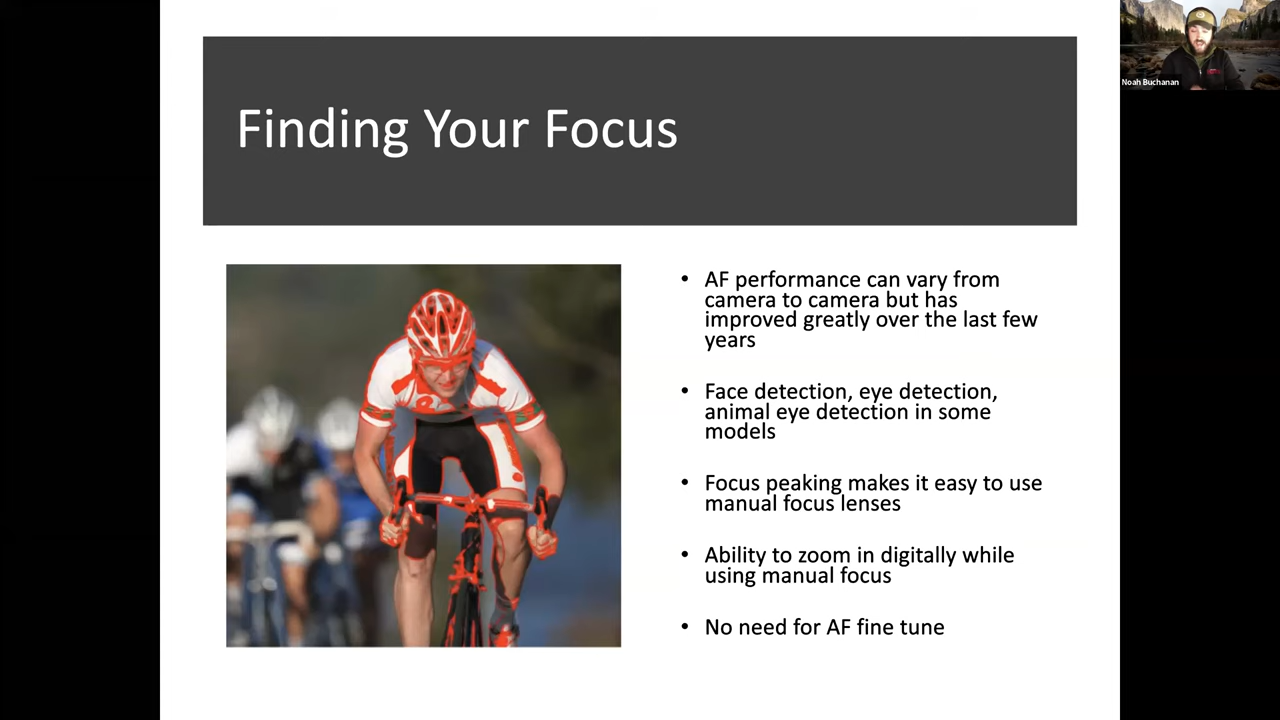 Noah Buchanan
Finding Your Focus
• AF performance can vary from
camera to camera but has
improved greatly over the last few
years
• Face detection, eye detection,
animal eye detection in some
models
• Focus peaking makes it easy to use
manual focus lenses
• Ability to zoom in digitally while
using manual focus
• No need for AF fine tune